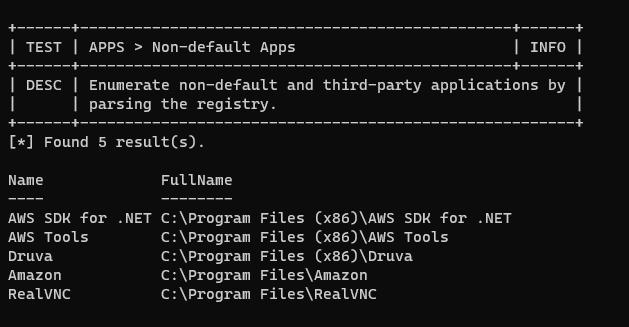 +------+------------------------------------------------+------+
| TEST | APPS > Non-default Apps                        | INFO |
+------+------------------------------------------------+------+
| DESC | Enumerate non-default and third-party applications by |
|      | parsing the registry.                                 |
+------+-------------------------------------------------------+
[*] Found 5 result(s).

Name             FullName
----             --------
AWS SDK for .NET C:\Program Files (x86)\AWS SDK for .NET
AWS Tools        C:\Program Files (x86)\AWS Tools
Druva            C:\Program Files (x86)\Druva
Amazon           C:\Program Files\Amazon
RealVNC          C:\Program Files\RealVNC